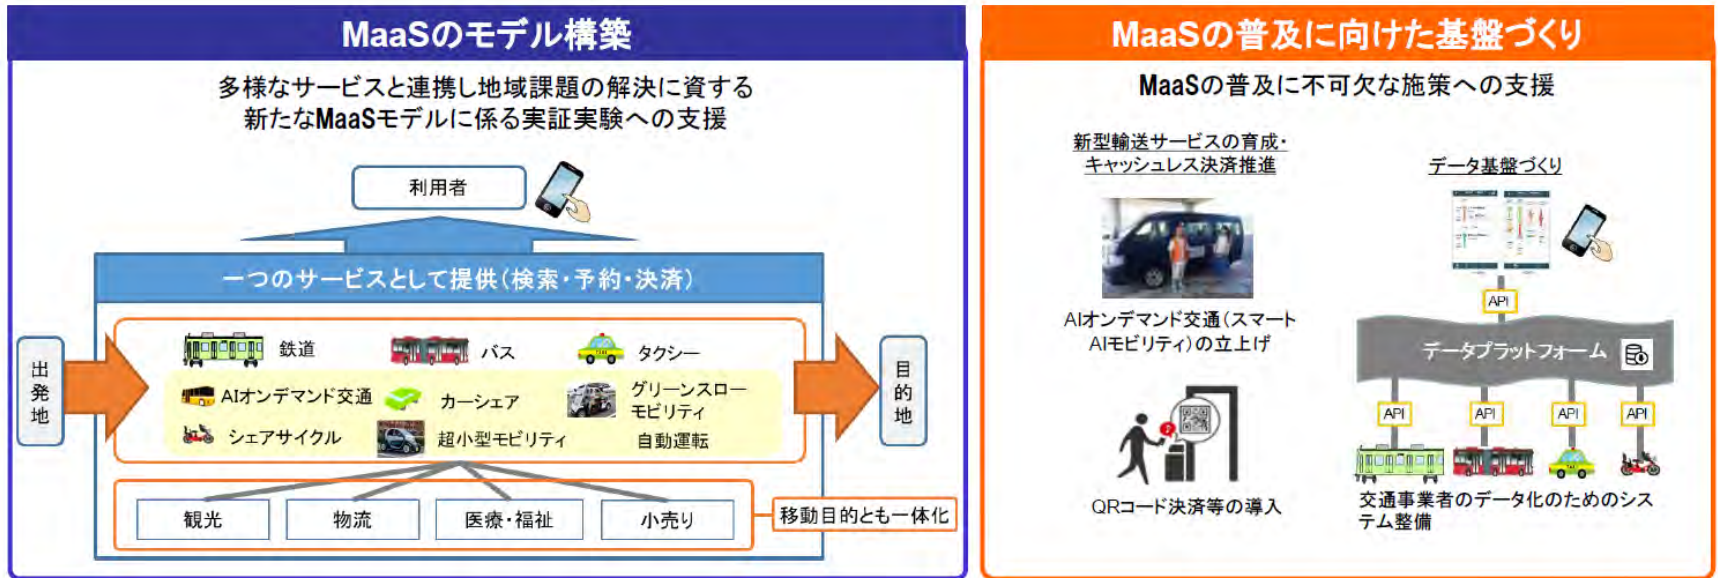 MaaSのモデル構築
多様なサービスと連携し地域課題の解決に資する
新たなMaaSモデルに係る実証実験への支援
利用者
一つのサービスとして提供(検索・予約・決済)
出発地
鉄道
バス
タクシー
AIオンデマンド交通
カーシェア
グリーンスロー
モビリティ
シェアサイクル
超小型モビリティ
自動運転
目的地
観光
物流
医療・福祉
小売り
移動目的とも一体化
MaaSの普及に向けた基盤づくり
MaaSの普及に不可欠な施策への支援
新型輸送サービスの育成・
キャッシュレス決済推進
AIオンデマンド交通(スマート
AIモビリティ)の立上げ
QRコード決済等の導入
データ基盤づくり
API
データプラットフォーム
API
API
API
API
交通事業者のデータ化のためのシス
テム整備